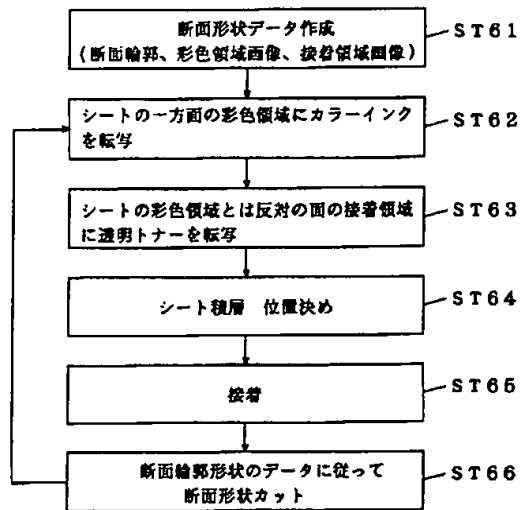 断面形状データ作成
(断面輪郭、彩色領域画像、接着領域画像)
ST61
シートの一方面の彩色領域にカラーインク
を転写
ST62
シートの彩色領域とは反対の面の接着領域
に透明トナーを転写
ST63
シート積層 位置決め
ST64
接着
ST65
断面輪郭形状のデータに従って
断面形状カット
ST66